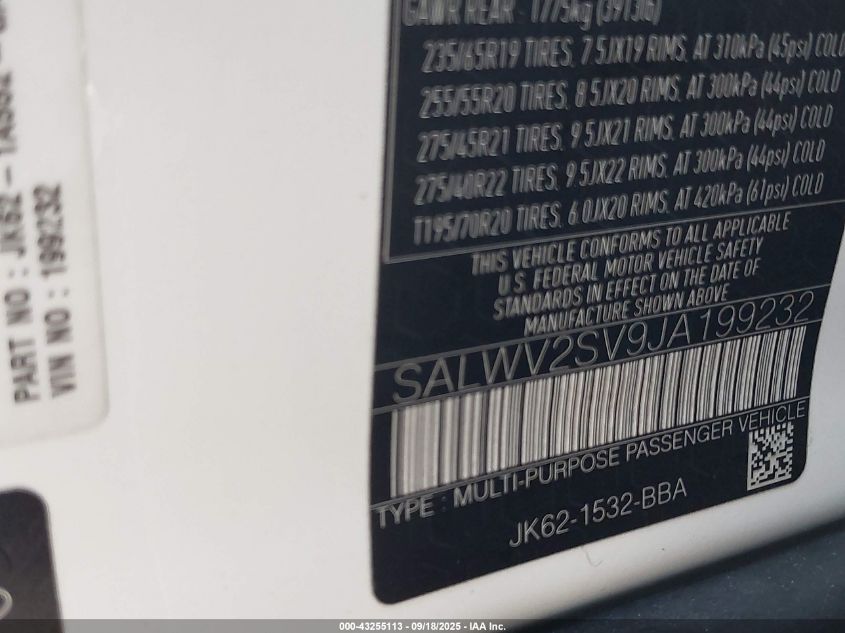 PART NO : JK62-1A592-
VIN NO : 199232
GAWR REAR 1775kg (3913lb)
235/65R19 TIRES, 7.5JX19 RIMS, AT 310kPa (45psi) COLD
255/55R20 TIRES, 8.5JX20 RIMS, AT 300kPa (44psi) COLD
275/45R21 TIRES, 9.5JX21 RIMS, AT 300kPa (44psi) COLD
275/40R22 TIRES, 9.5JX22 RIMS, AT 300kPa (44psi) COLD
T195/70R20 TIRES, 6.0JX20 RIMS, AT 420kPa (61psi) COLD
THIS VEHICLE CONFORMS TO ALL APPLICABLE
U.S. FEDERAL MOTOR VEHICLE SAFETY
STANDARDS IN EFFECT ON THE DATE OF
MANUFACTURE SHOWN ABOVE
SALWV2SV9JA199232
TYPE : MULTI-PURPOSE PASSENGER VEHICLE
JK62-1532-BBA
000-43255113 - 09/18/2025 - IAA Inc.